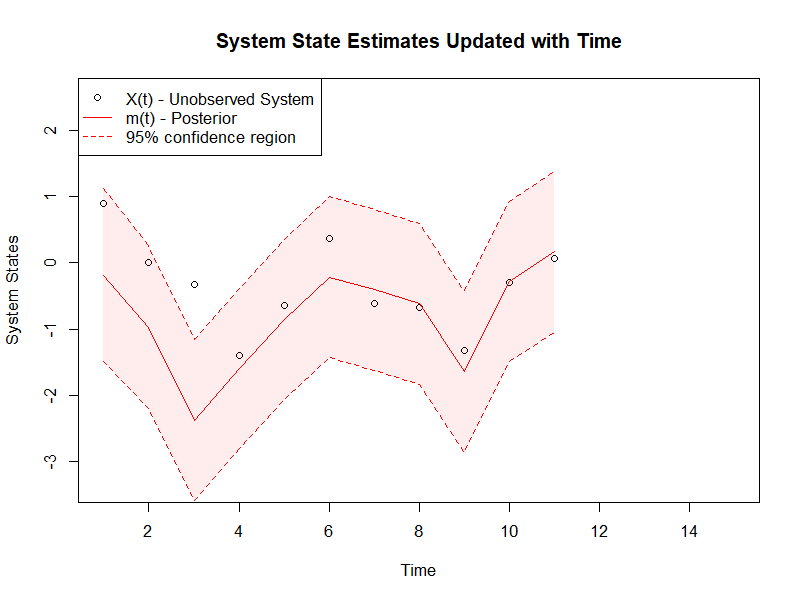 System State Estimates Updated with Time
X(t) - Unobserved System
m(t) - Posterior
95% confidence region
System States
2
1
0
-1
-2
-3
2 4 6 8 10 12 14
Time